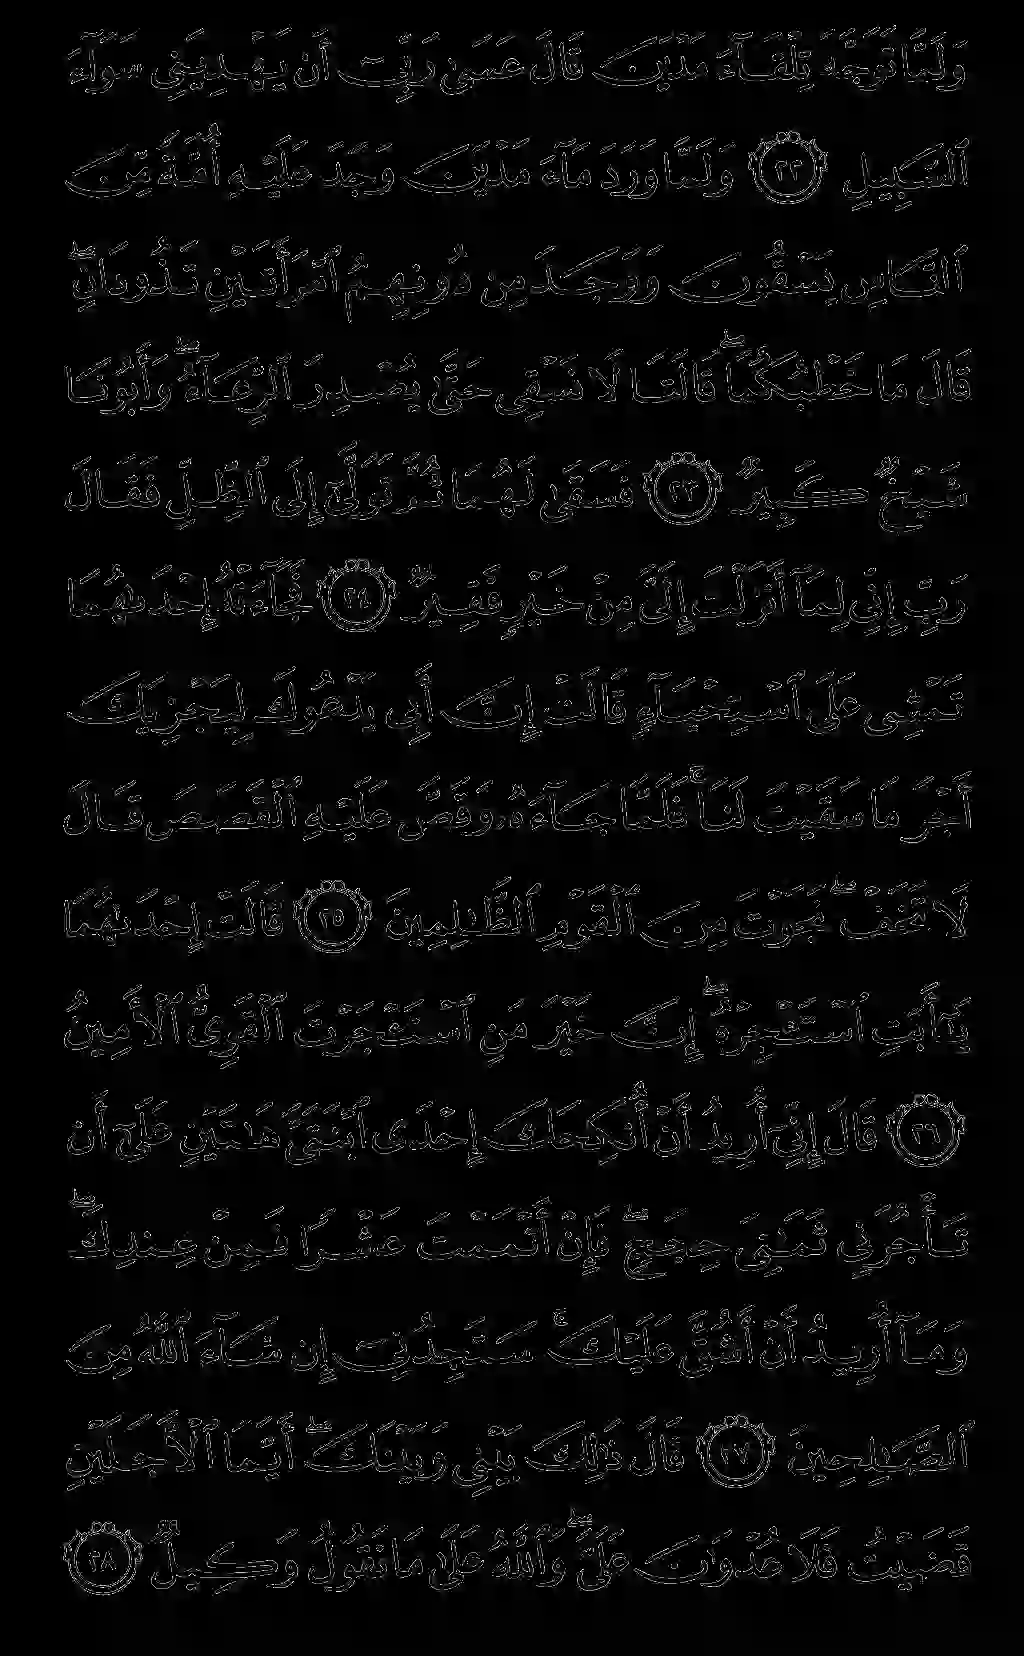 وَلَمَّا تَوَجَّهَ تِلْقَآءَ مَدْيَنَ قَالَ عَسَىٰ رَبِّىٓ أَن يَهْدِيَنِى سَوَآءَ
ٱلسَّبِيلِ ٢٢ وَلَمَّا وَرَدَ مَآءَ مَدْيَنَ وَجَدَ عَلَيْهِ أُمَّةً مِّنَ
ٱلنَّاسِ يَسْقُونَ وَوَجَدَ مِن دُونِهِمُ ٱمْرَأَتَيْنِ تَذُودَانِ ۖ
قَالَ مَا خَطْبُكُمَا ۖ قَالَتَا لَا نَسْقِى حَتَّىٰ يُصْدِرَ ٱلرِّعَآءُ ۖ وَأَبُونَا
شَيْخٌ كَبِيرٌ ٢٣ فَسَقَىٰ لَهُمَا ثُمَّ تَوَلَّىٰٓ إِلَى ٱلظِّلِّ فَقَالَ
رَبِّ إِنِّى لِمَآ أَنزَلْتَ إِلَىَّ مِنْ خَيْرٍ فَقِيرٌ ٢٤ فَجَآءَتْهُ إِحْدَىٰهُمَا
تَمْشِى عَلَى ٱسْتِحْيَآءٍ قَالَتْ إِنَّ أَبِى يَدْعُوكَ لِيَجْزِيَكَ
أَجْرَ مَا سَقَيْتَ لَنَا ۚ فَلَمَّا جَآءَهُۥ وَقَصَّ عَلَيْهِ ٱلْقَصَصَ قَالَ
لَا تَخَفْ ۖ نَجَوْتَ مِنَ ٱلْقَوْمِ ٱلظَّٰلِمِينَ ٢٥ قَالَتْ إِحْدَىٰهُمَا
يَٰٓأَبَتِ ٱسْتَـْٔجِرْهُ ۖ إِنَّ خَيْرَ مَنِ ٱسْتَـْٔجَرْتَ ٱلْقَوِىُّ ٱلْأَمِينُ
٢٦ قَالَ إِنِّىٓ أُرِيدُ أَنْ أُنكِحَكَ إِحْدَى ٱبْنَتَىَّ هَٰتَيْنِ عَلَىٰٓ أَن
تَأْجُرَنِى ثَمَٰنِىَ حِجَجٍ ۖ فَإِنْ أَتْمَمْتَ عَشْرًا فَمِنْ عِندِكَ ۖ
وَمَآ أُرِيدُ أَنْ أَشُقَّ عَلَيْكَ ۚ سَتَجِدُنِىٓ إِن شَآءَ ٱللَّهُ مِنَ
ٱلصَّٰلِحِينَ ٢٧ قَالَ ذَٰلِكَ بَيْنِى وَبَيْنَكَ ۖ أَيَّمَا ٱلْأَجَلَيْنِ
قَضَيْتُ فَلَا عُدْوَٰنَ عَلَىَّ ۖ وَٱللَّهُ عَلَىٰ مَا نَقُولُ وَكِيلٌ ٢٨